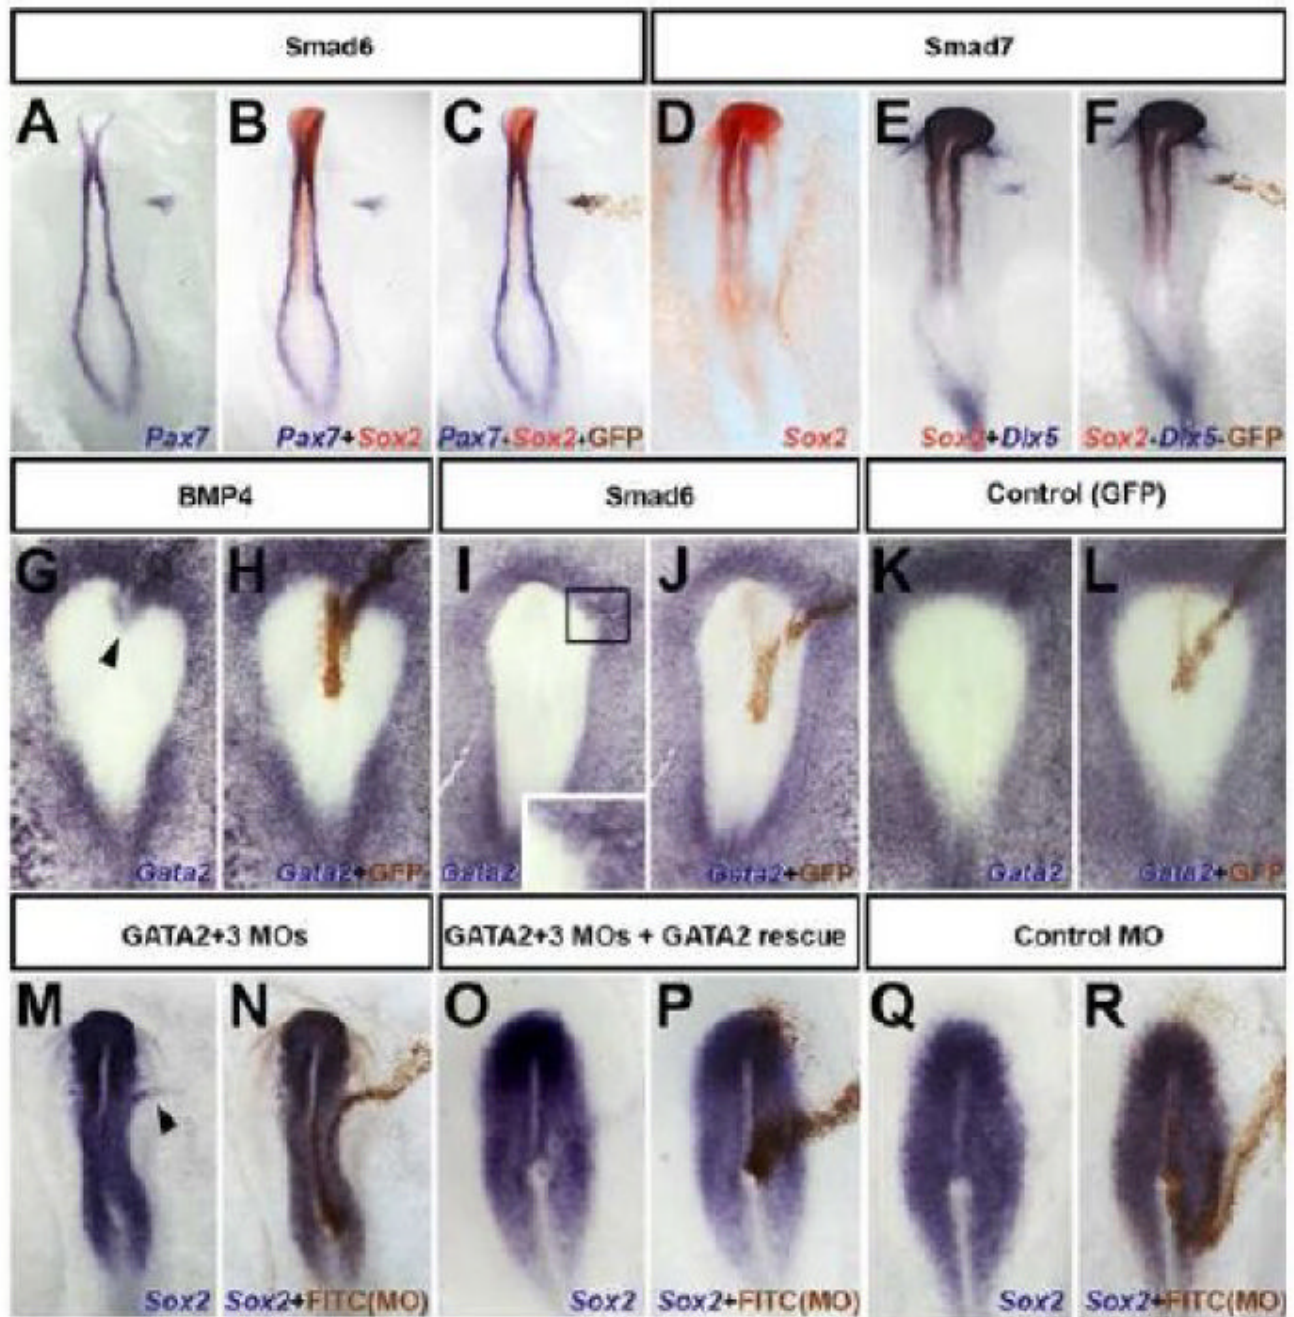 Smad6 Smad7
A B C D E F
Pax7 Pax7+Sox2 Pax7+Sox2+GFP Sox2 Sox2+Dlx5 Sox2+Dlx5+GFP
BMP4 Smad6 Control (GFP)
G H I J K L
Gata2 Gata2+GFP Gata2 Gata2+GFP Gata2 Gata2+GFP
GATA2+3 MOs GATA2+3 MOs + GATA2 rescue Control MO
M N O P Q R
Sox2 Sox2+FITC(MO) Sox2 Sox2+FITC(MO) Sox2 Sox2+FITC(MO)